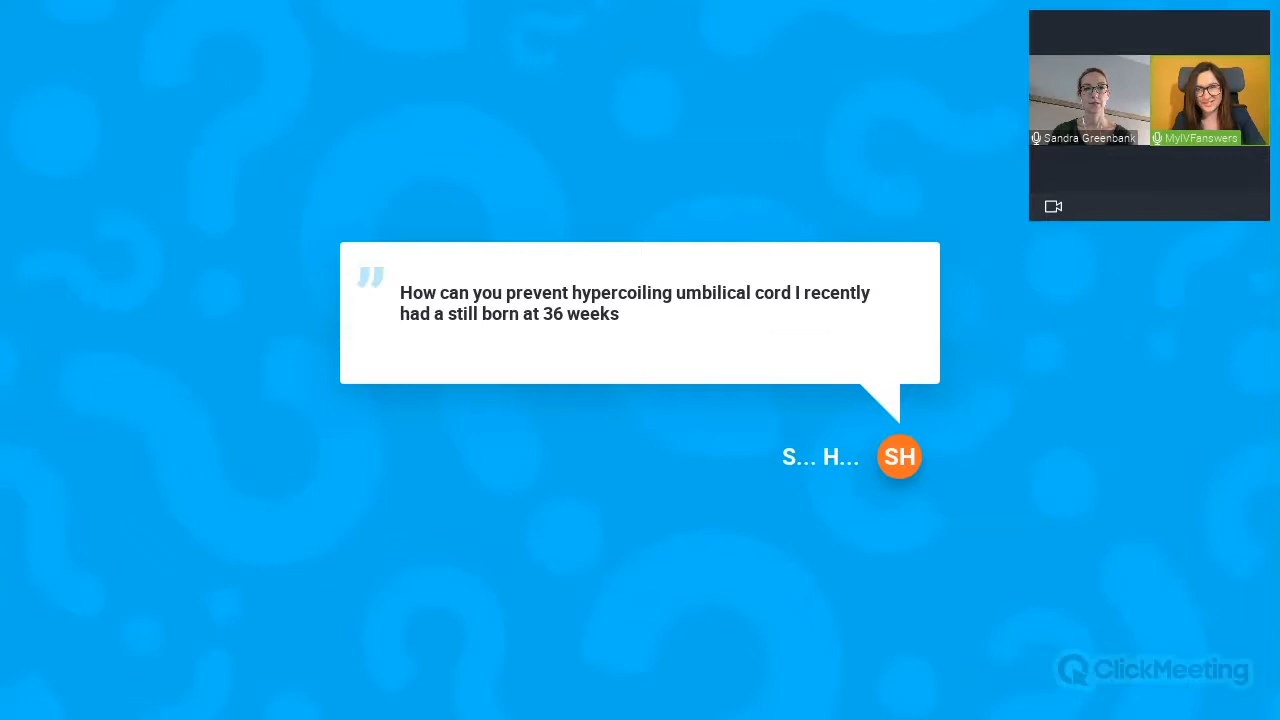 Sandra Greenbank
MyIVFanswers
"
How can you prevent hypercoiling umbilical cord I recently
had a still born at 36 weeks
S... H...
SH
ClickMeeting